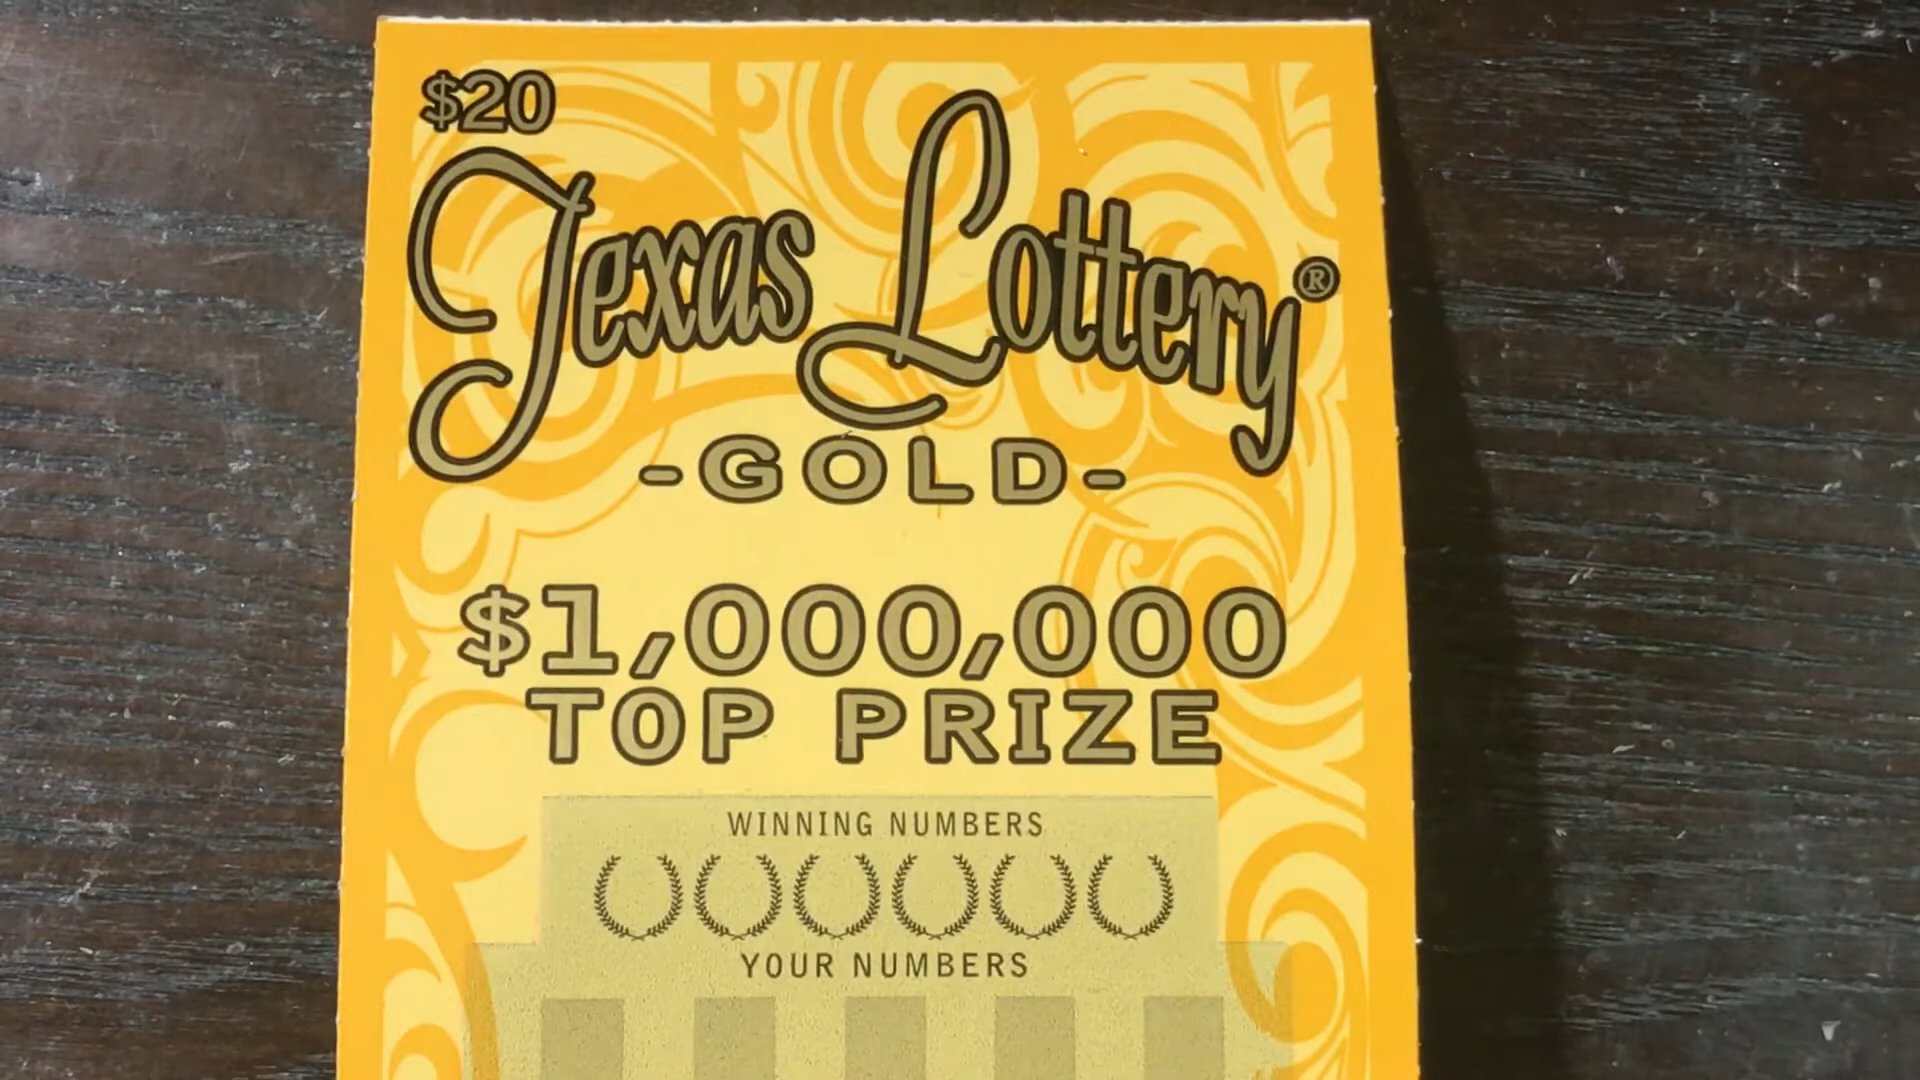 $20
Texas Lottery®
-GOLD-
$1,000,000
TOP PRIZE
WINNING NUMBERS
YOUR NUMBERS